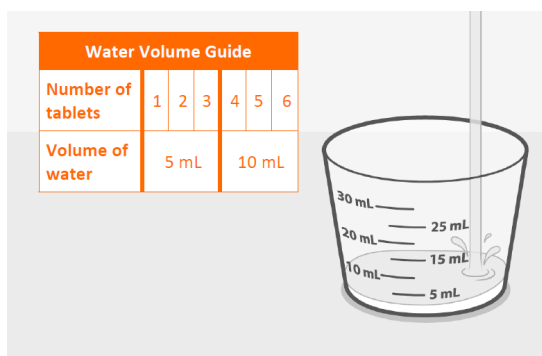 Water Volume Guide
Number of tablets 1 2 3 4 5 6
Volume of water 5 mL 10 mL
30 mL
25 mL
20 mL
15 mL
10 mL
5 mL